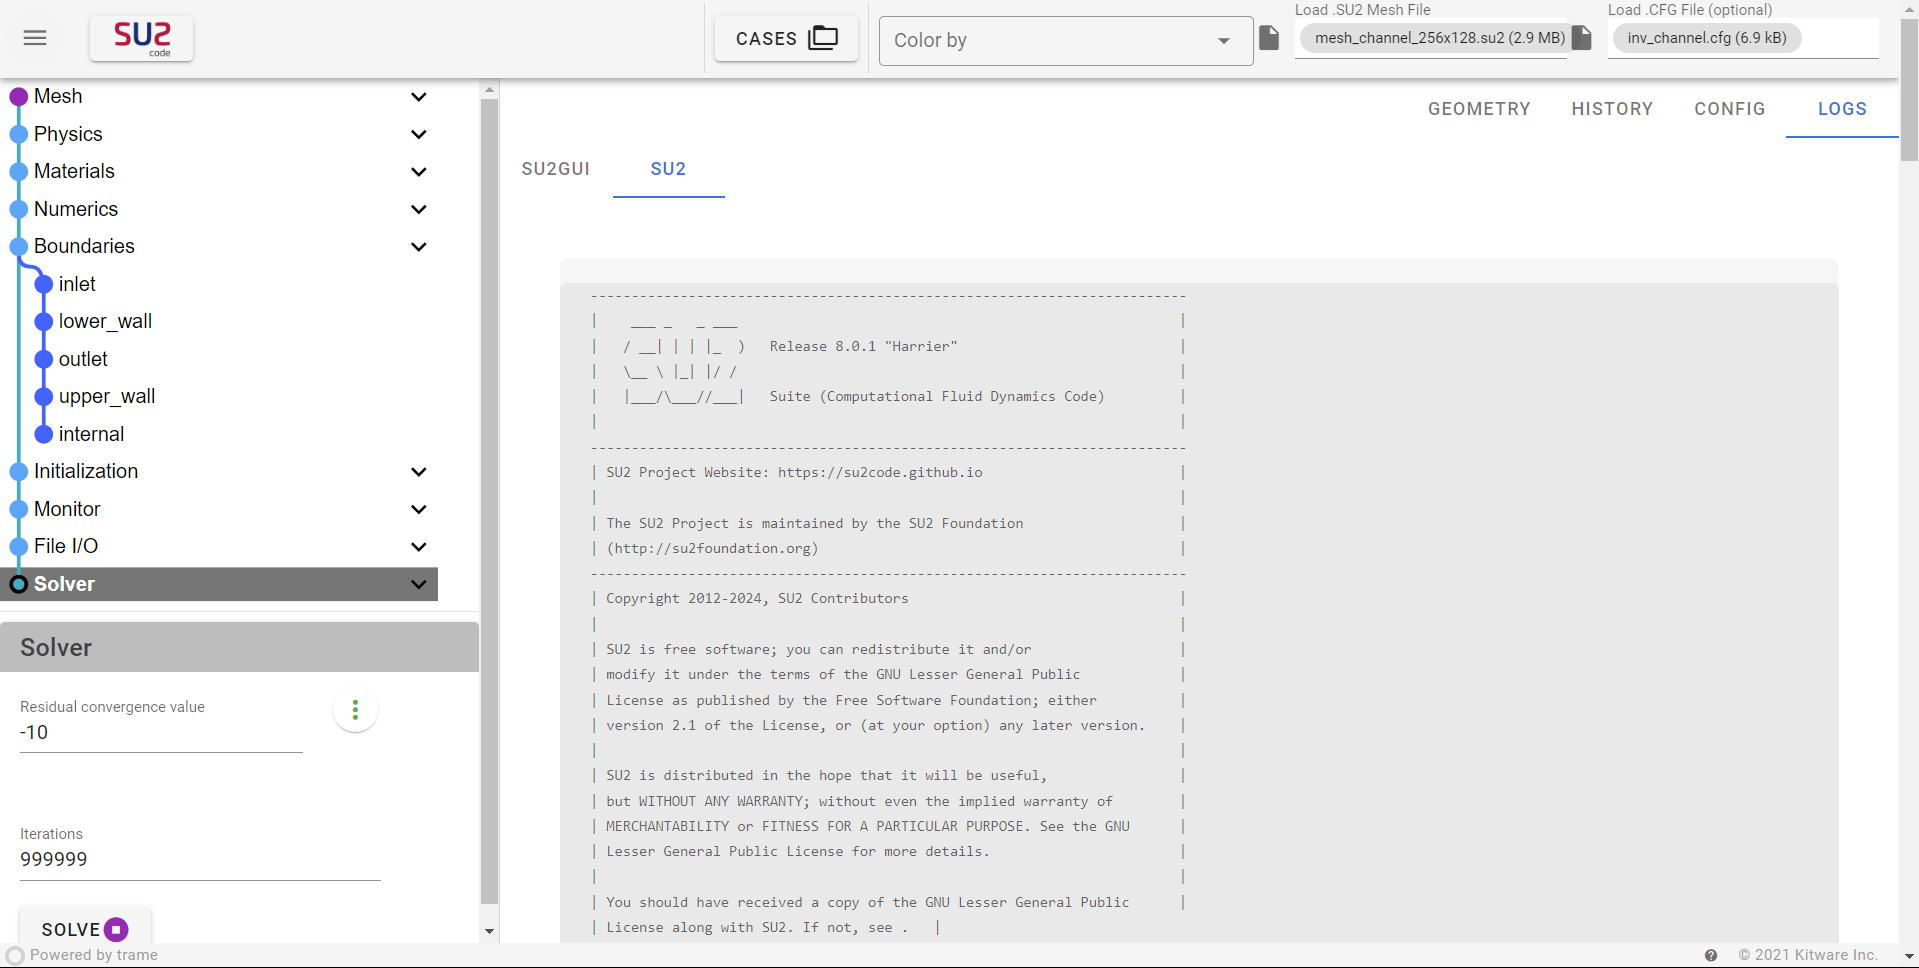 SU2 code
CASES
Color by
Load .SU2 Mesh File
mesh_channel_256x128.su2 (2.9 MB)
Load .CFG File (optional)
inv_channel.cfg (6.9 kB)
Mesh
Physics
Materials
Numerics
Boundaries
inlet
lower_wall
outlet
upper_wall
internal
Initialization
Monitor
File I/O
Solver
Solver
Residual convergence value
-10
Iterations
999999
SOLVE
GEOMETRY HISTORY CONFIG LOGS
SU2GUI SU2
-------------------------------------------------------------------------
|    ___ _   _ ___                                                      |
|   / __| | | |_  )   Release 8.0.1 "Harrier"                           |
|   \__ \ |_| |/ /                                                      |
|   |___/\___//___|   Suite (Computational Fluid Dynamics Code)         |
|                                                                       |
-------------------------------------------------------------------------
| SU2 Project Website: https://su2code.github.io                        |
|                                                                       |
| The SU2 Project is maintained by the SU2 Foundation                   |
| (http://su2foundation.org)                                            |
-------------------------------------------------------------------------
| Copyright 2012-2024, SU2 Contributors                                 |
|                                                                       |
| SU2 is free software; you can redistribute it and/or                  |
| modify it under the terms of the GNU Lesser General Public            |
| License as published by the Free Software Foundation; either          |
| version 2.1 of the License, or (at your option) any later version.    |
|                                                                       |
| SU2 is distributed in the hope that it will be useful,                |
| but WITHOUT ANY WARRANTY; without even the implied warranty of        |
| MERCHANTABILITY or FITNESS FOR A PARTICULAR PURPOSE. See the GNU      |
| Lesser General Public License for more details.                       |
|                                                                       |
| You should have received a copy of the GNU Lesser General Public      |
| License along with SU2. If not, see .   |
Powered by trame
© 2021 Kitware Inc.